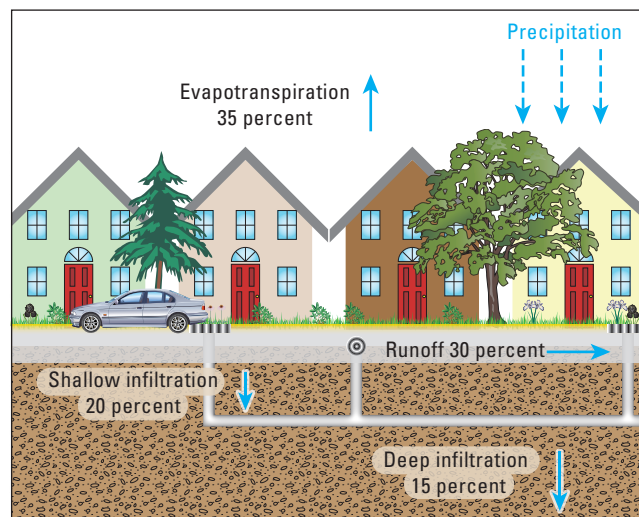 Precipitation
Evapotranspiration
35 percent
Runoff 30 percent
Shallow infiltration
20 percent
Deep infiltration
15 percent